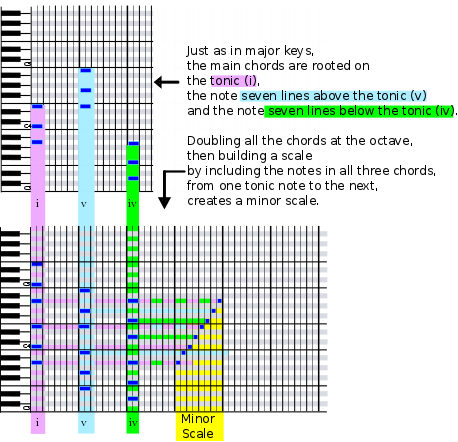 Just as in major keys,
the main chords are rooted on
the tonic (i),
the note seven lines above the tonic (v)
and the note seven lines below the tonic (iv).
Doubling all the chords at the octave,
then building a scale
by including the notes in all three chords,
from one tonic note to the next,
creates a minor scale.
i v iv
i v iv
Minor
Scale